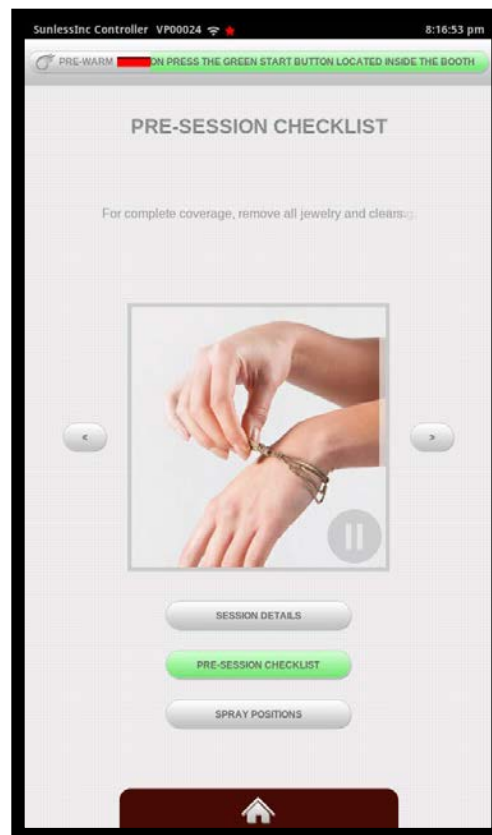 SunlessInc Controller VP00024 8:16:53 pm
PRE-WARM ON PRESS THE GREEN START BUTTON LOCATED INSIDE THE BOOTH
PRE-SESSION CHECKLIST
For complete coverage, remove all jewelry and
<
>
SESSION DETAILS
PRE-SESSION CHECKLIST
SPRAY POSITIONS